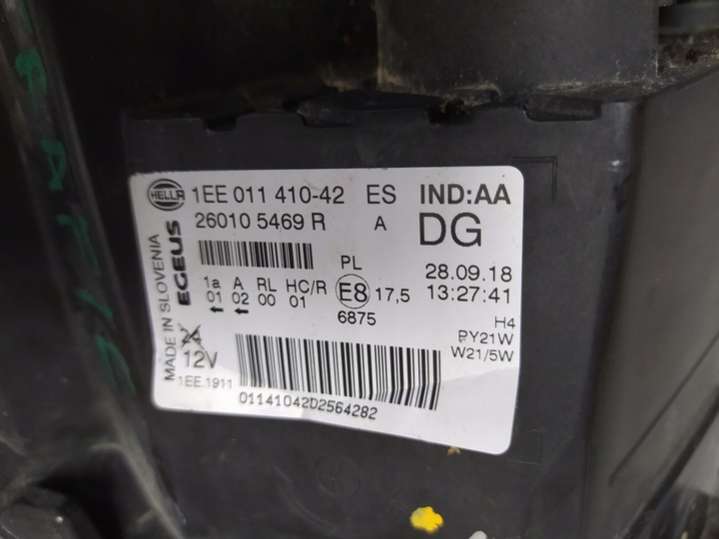 HELLA 1EE 011 410-42 ES IND:AA
26010 5469 R A DG
MADE IN SLOVENIA
EGEUS
PL 28.09.18
1a A RL HC/R E8 17,5 13:27:41
01 02 00 01
6875 H4
PY21W
12V W21/5W
1EE.1911
01141042D2564282